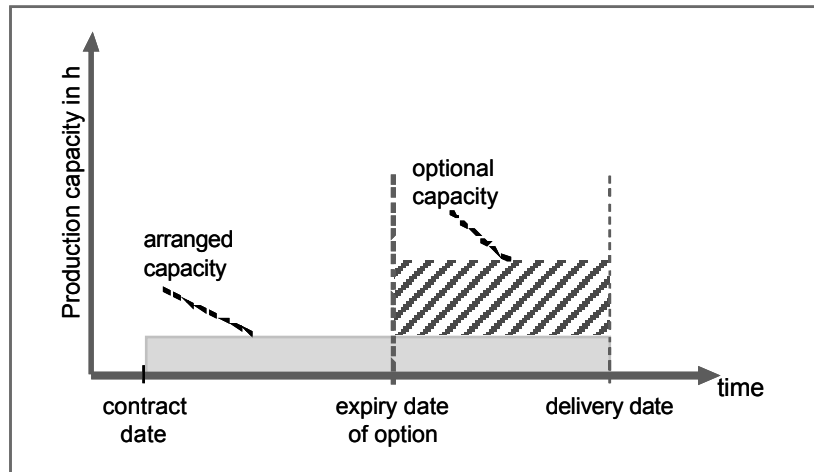 Production capacity in h
optional
capacity
arranged
capacity
time
contract
date
expiry date
of option
delivery date